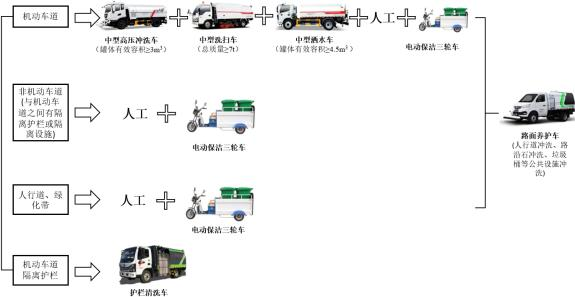 机动车道
中型高压冲洗车
(罐体有效容积≥3m³)
中型洗扫车
(总质量≥7t)
中型洒水车
(罐体有效容积≥4.5m³)
人工
电动保洁三轮车
非机动车道
(与机动车
道之间有隔
离护栏或隔
离设施)
人工
电动保洁三轮车
路面养护车
(人行道冲洗、路
沿石冲洗、垃圾
桶等公共设施冲
洗)
人行道、绿
化带
人工
电动保洁三轮车
机动车道
隔离护栏
护栏清洗车